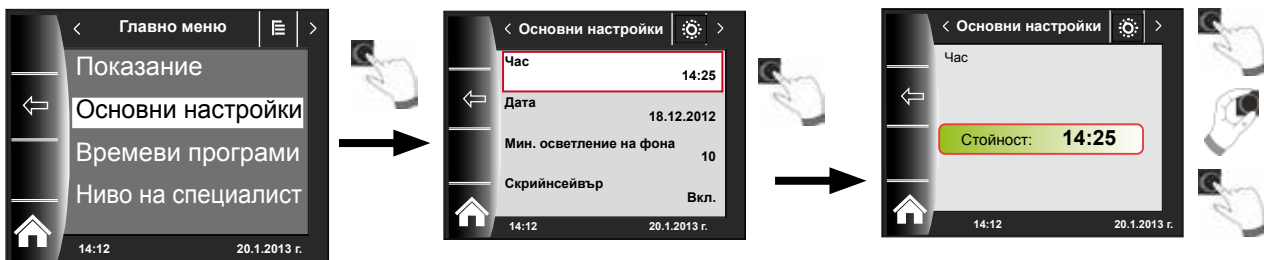 Главно меню
Показание
Основни настройки
Времеви програми
Ниво на специалист
14:12 20.1.2013 г.
Основни настройки
Час
14:25
Дата
18.12.2012
Мин. осветление на фона
10
Скрийнсейвър
Вкл.
14:12 20.1.2013 г.
Основни настройки
Час
Стойност: 14:25
14:12 20.1.2013 г.